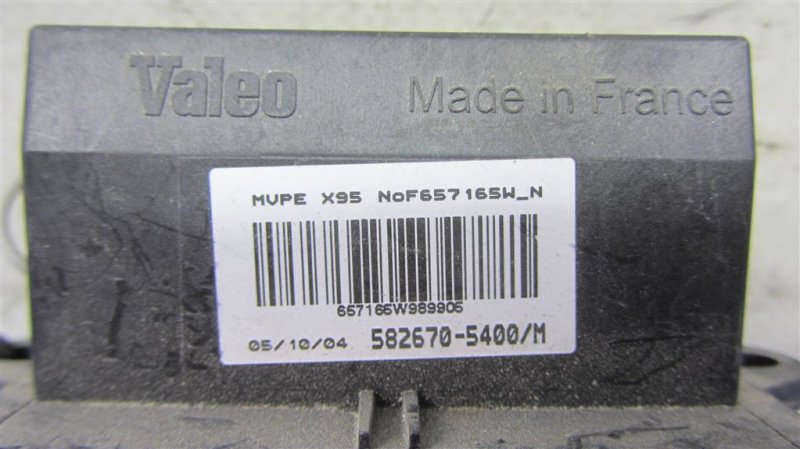 Valeo Made in France
MVPE X95 NoF657165W_N
657165W989905
05/10/04 582670-5400/M